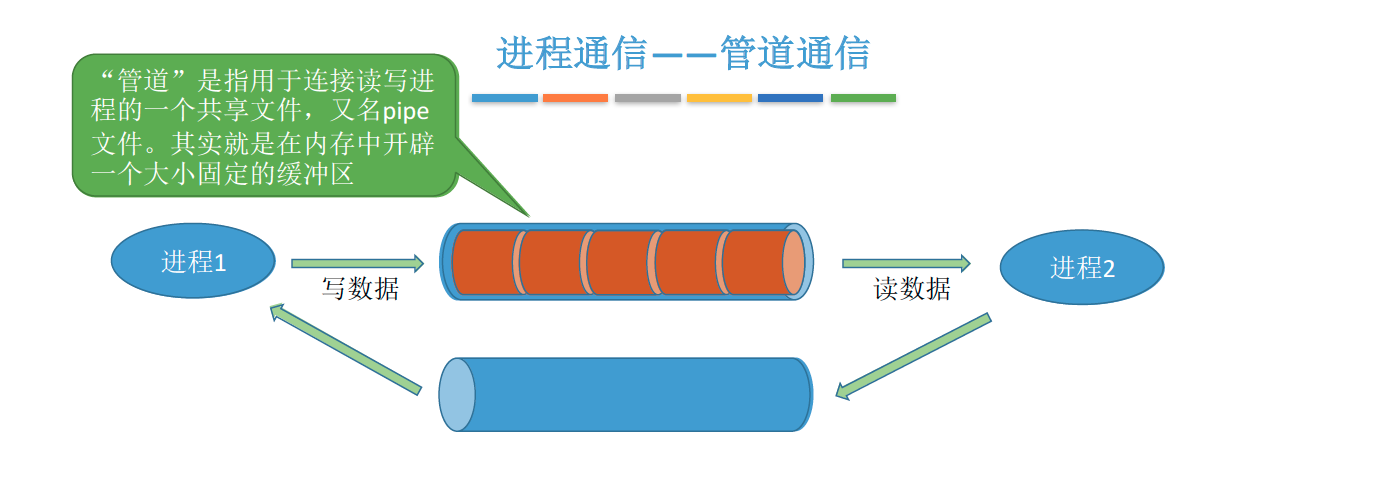 进程通信——管道通信
“管道”是指用于连接读写进
程的一个共享文件，又名pipe
文件。其实就是在内存中开辟
一个大小固定的缓冲区
进程1
写数据
读数据
进程2